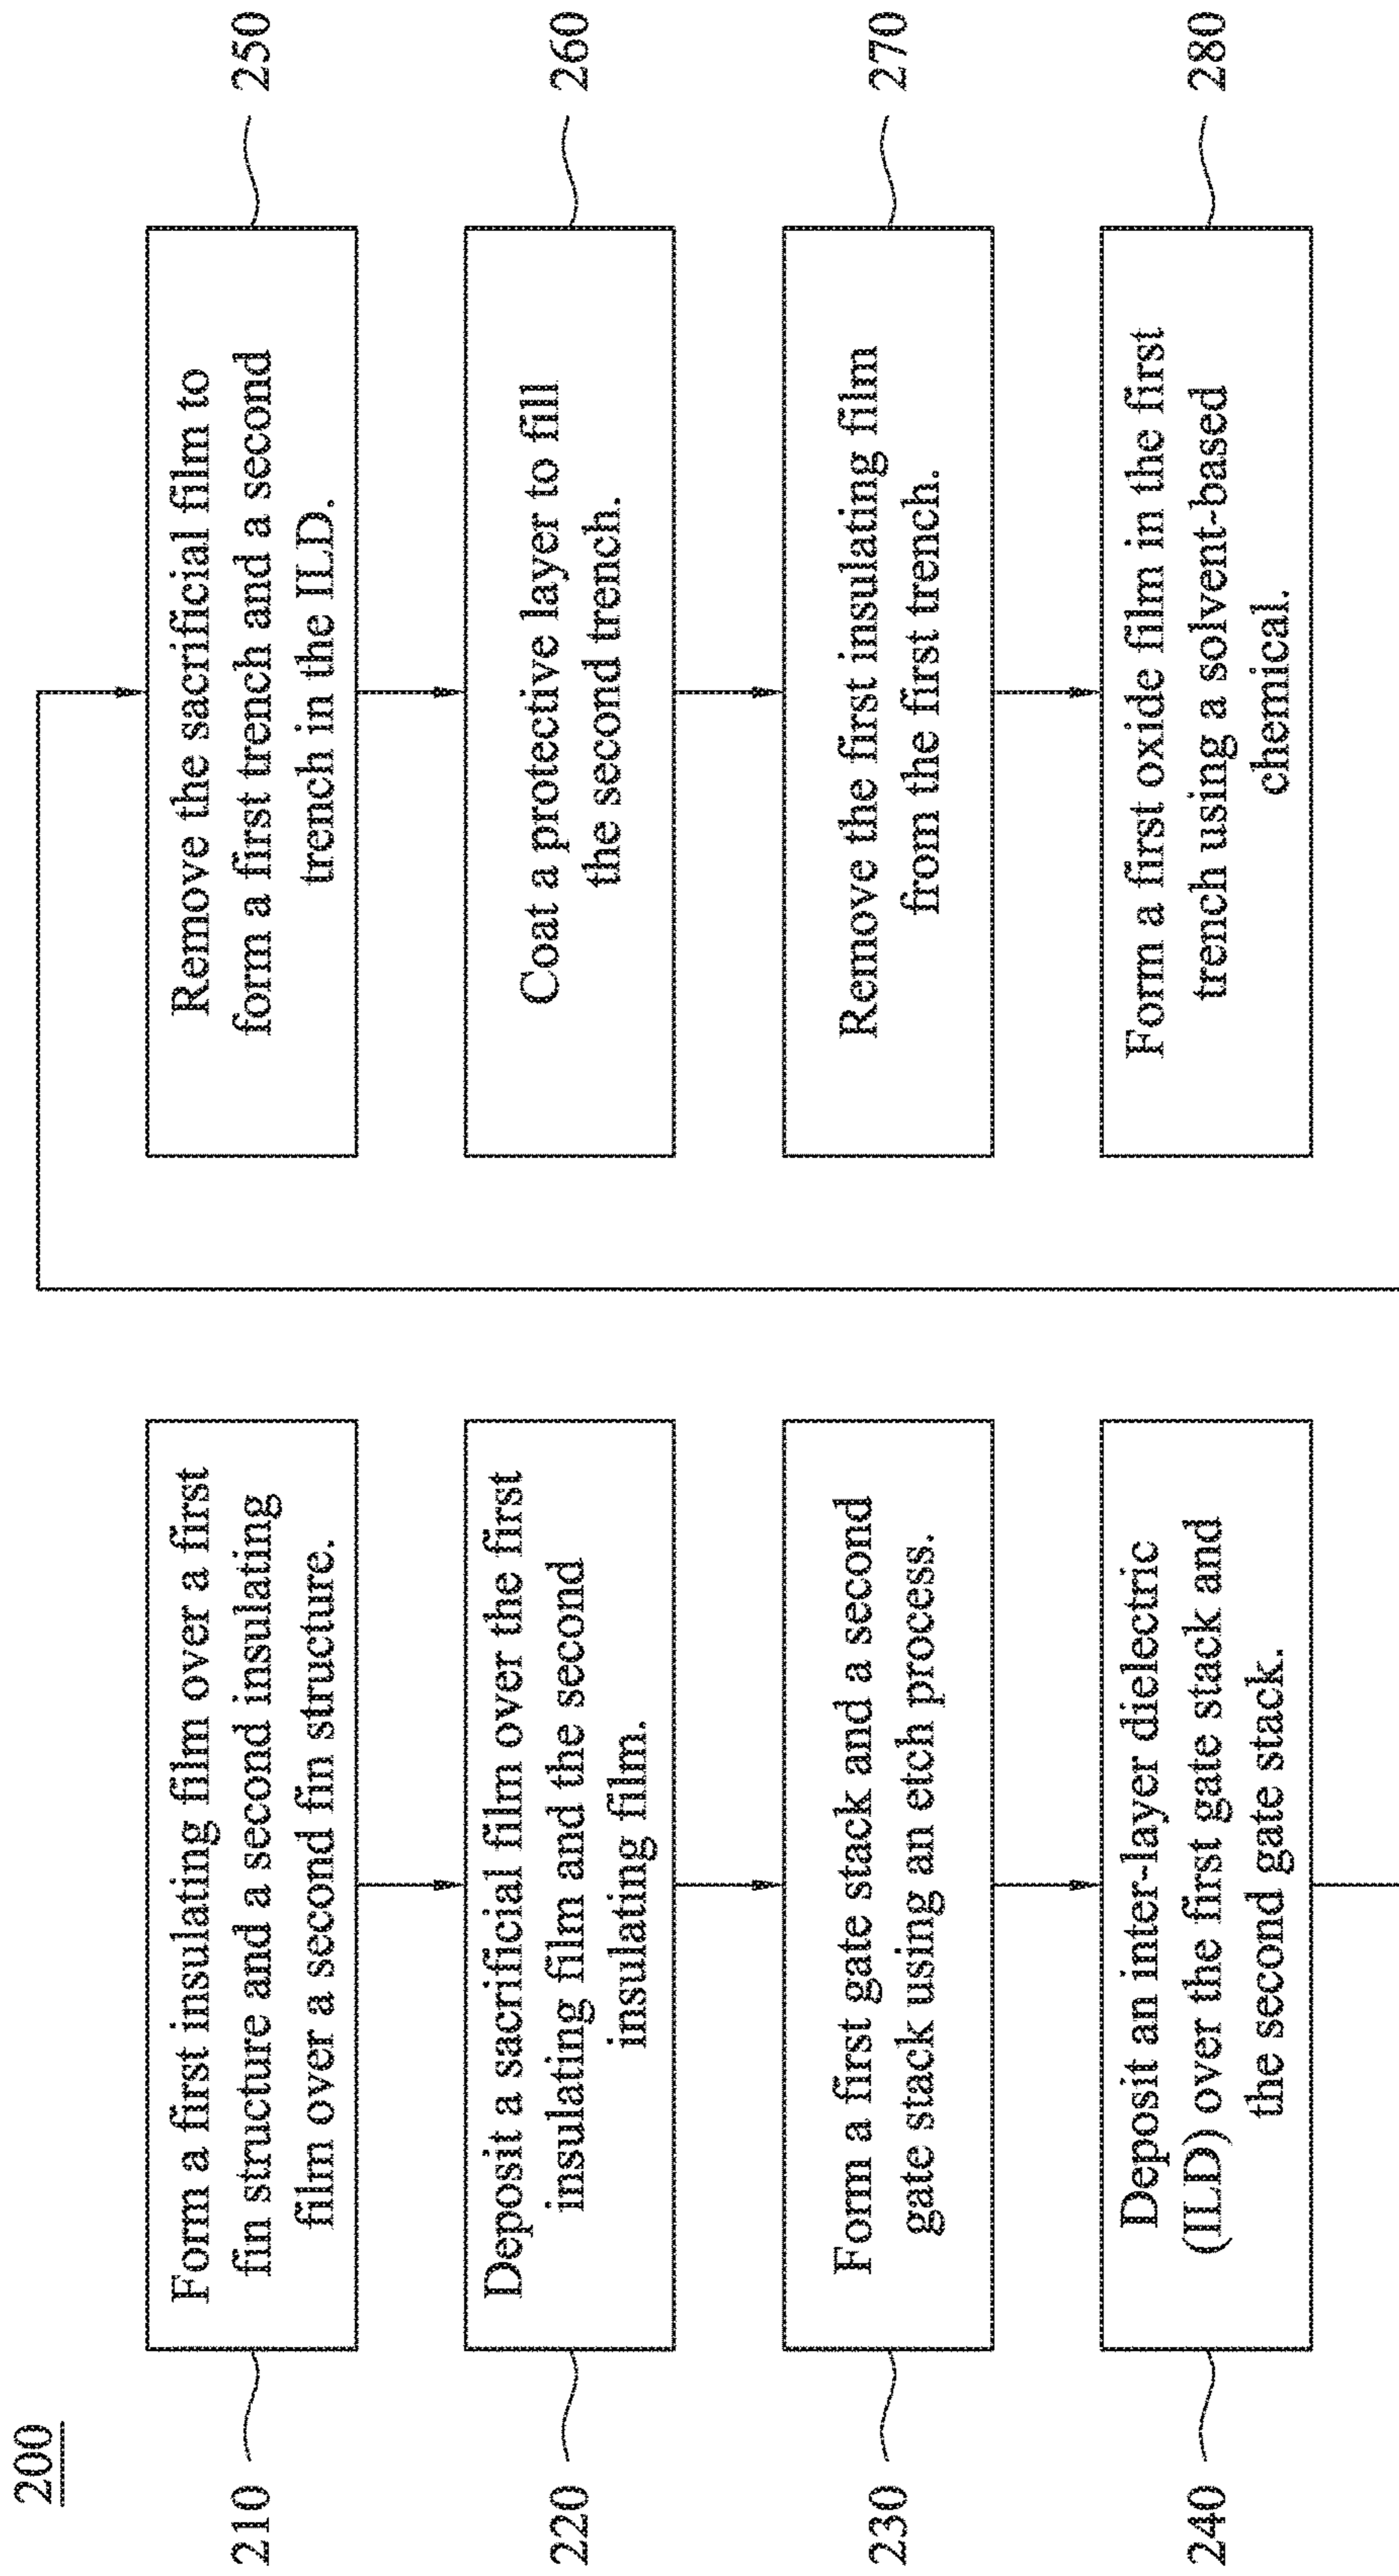 200
210
Form a first insulating film over a first
fin structure and a second insulating
film over a second fin structure.
220
Deposit a sacrificial film over the first
insulating film and the second
insulating film.
230
Form a first gate stack and a second
gate stack using an etch process.
240
Deposit an inter-layer dielectric
(ILD) over the first gate stack and
the second gate stack.
Remove the sacrificial film to
form a first trench and a second
trench in the ILD.
250
Coat a protective layer to fill
the second trench.
260
Remove the first insulating film
from the first trench.
270
Form a first oxide film in the first
trench using a solvent-based
chemical.
280